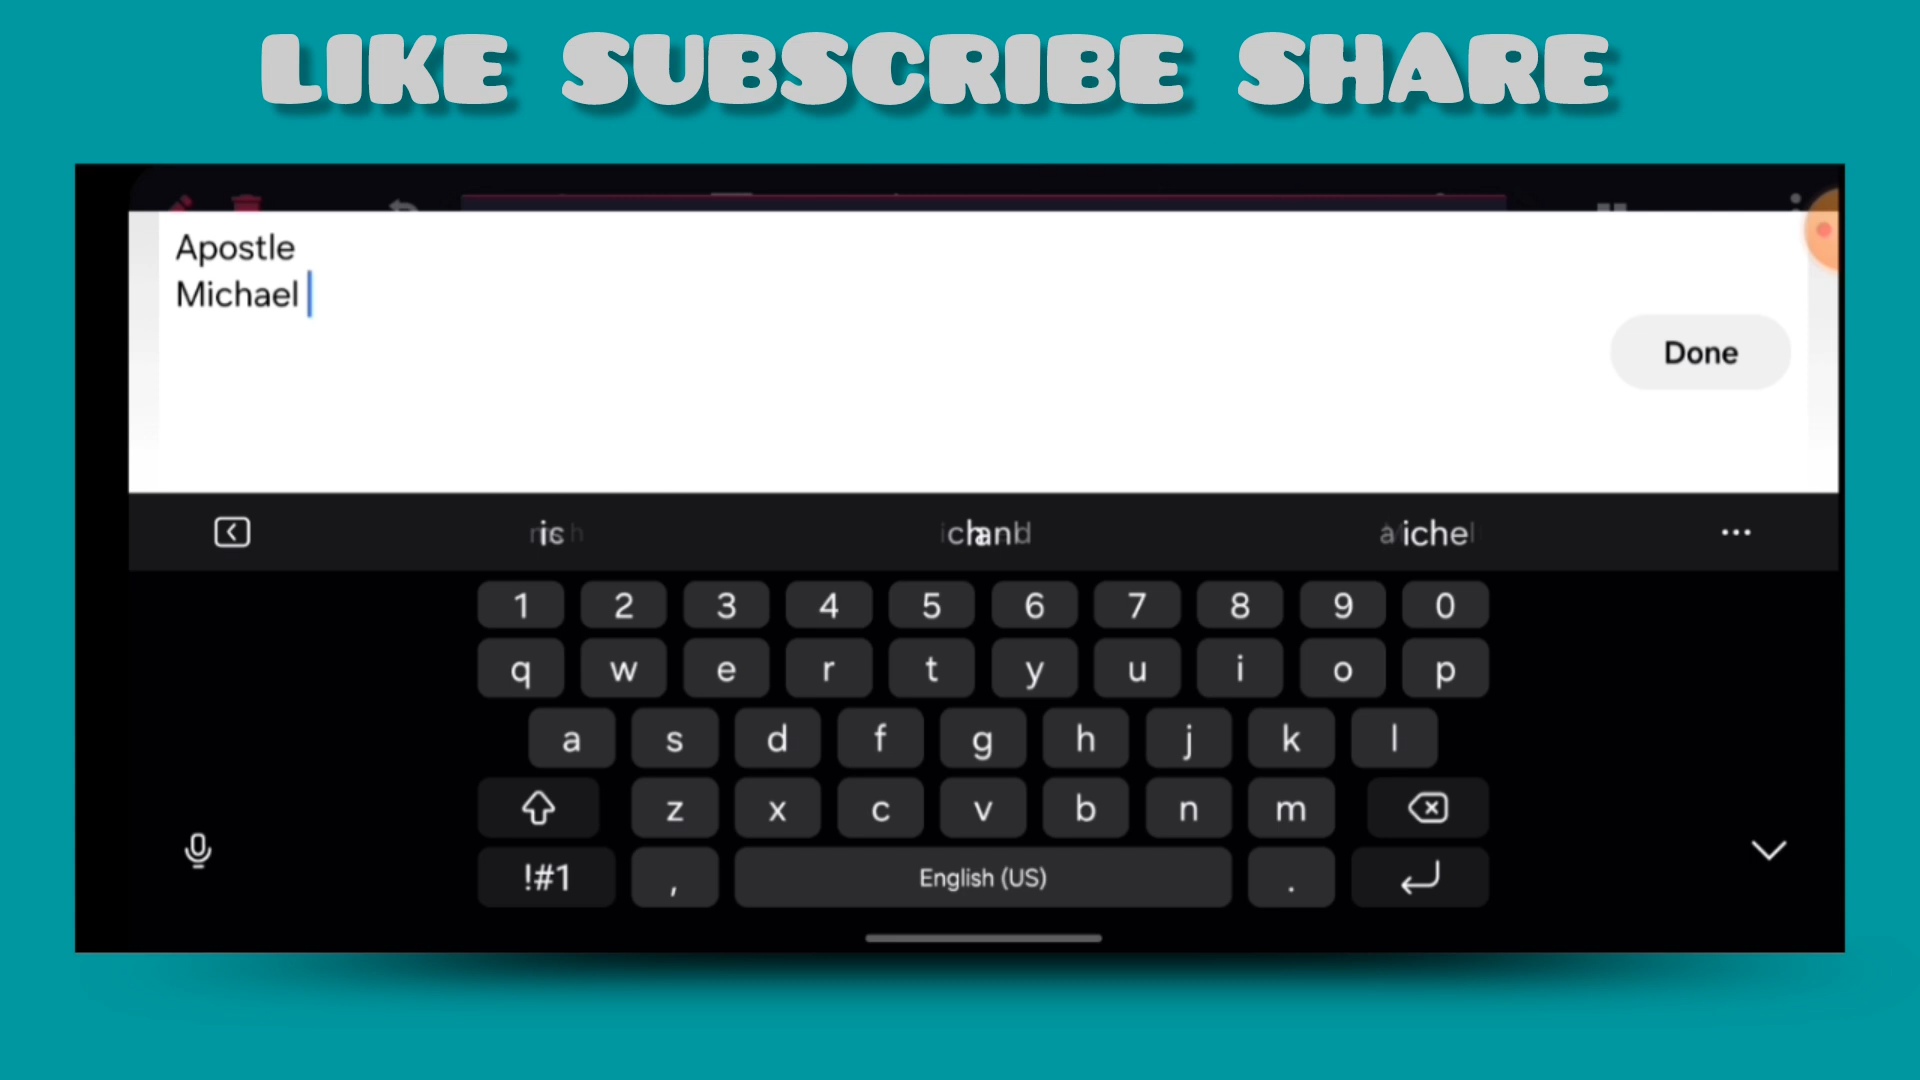 LIKE SUBSCRIBE SHARE
Apostle
Michael
Done
1 2 3 4 5 6 7 8 9 0
q w e r t y u i o p
a s d f g h j k l
z x c v b n m
!#1 , English (US) .